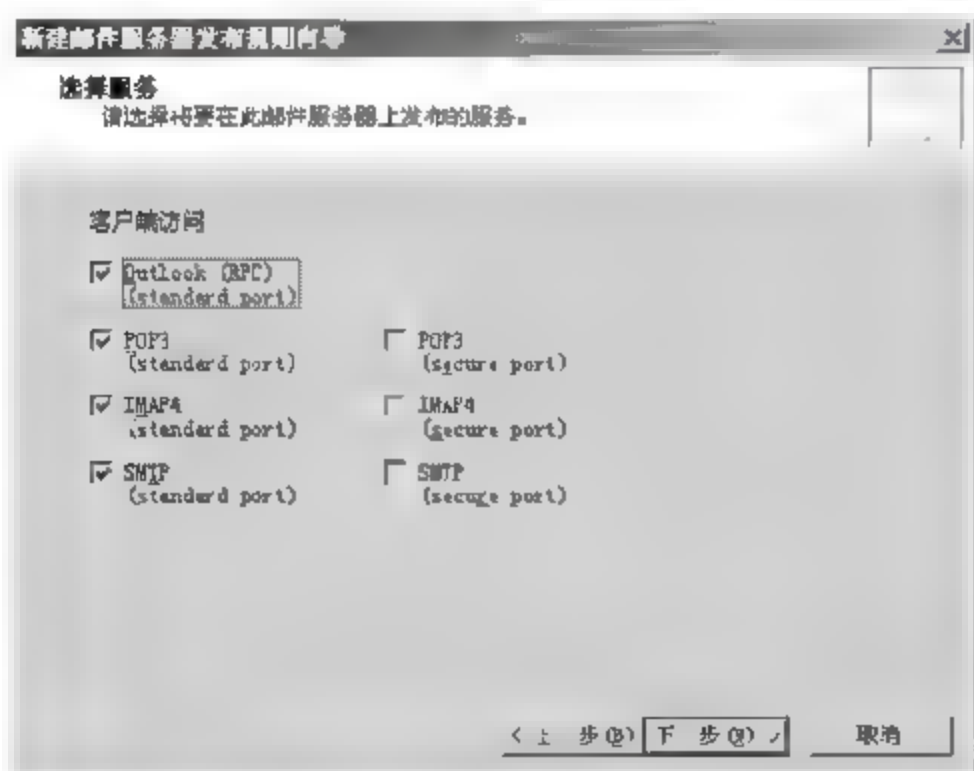 新建邮件服务器发布规则向导
选择服务
请选择将要在此邮件服务器上发布的服务。
客户端访问
Outlook (RPC)
(standard port)
POP3
(standard port)
POP3
(secure port)
IMAP4
(standard port)
IMAP4
(secure port)
SMTP
(standard port)
SMTP
(secure port)
< 上 步(B) 下 步(N) 取消